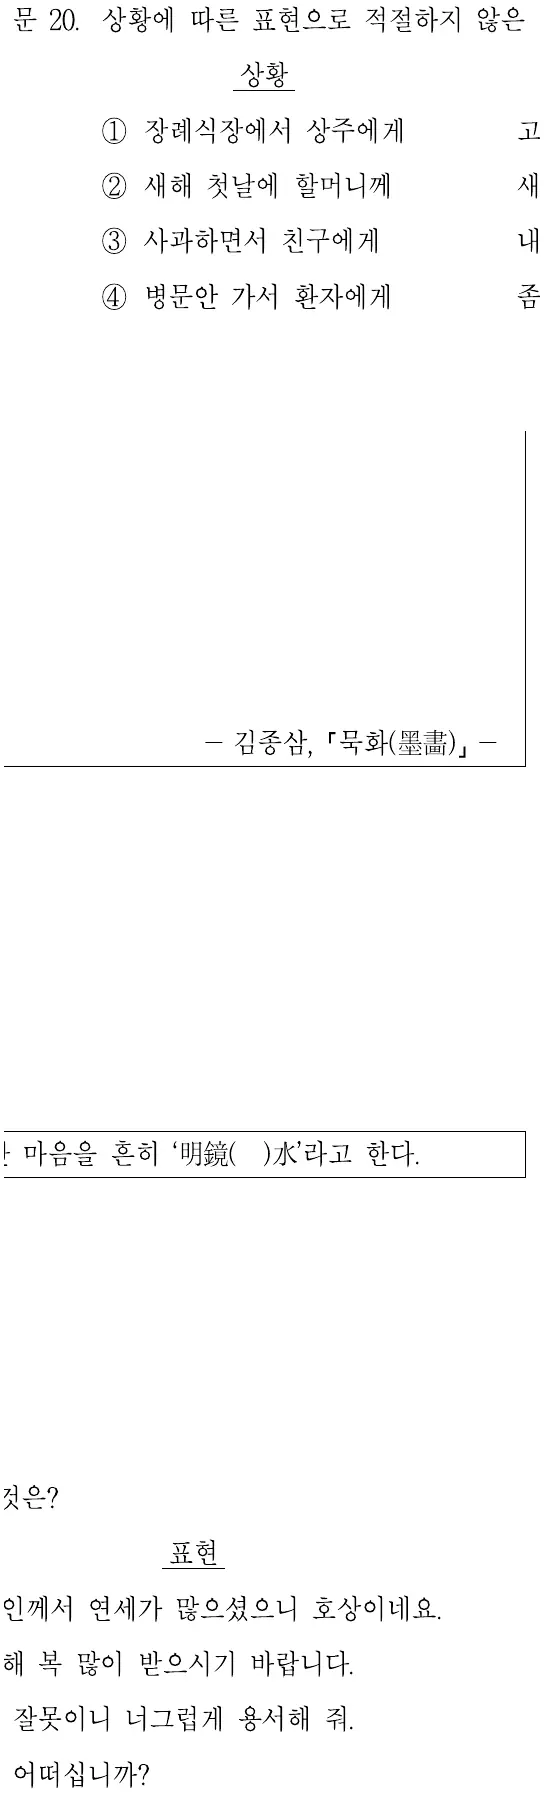 문 20. 상황에 따른 표현으로 적절하지 않은
상황
① 장례식장에서 상주에게 고
② 새해 첫날에 할머니께 새
③ 사과하면서 친구에게 내
④ 병문안 가서 환자에게 좀
- 김종삼, 「묵화(墨畵)」 -
마음을 흔히 ‘明鏡( )水’라고 한다.
것은?
표현
인께서 연세가 많으셨으니 호상이네요.
해 복 많이 받으시기 바랍니다.
잘못이니 너그럽게 용서해 줘.
어떠십니까?